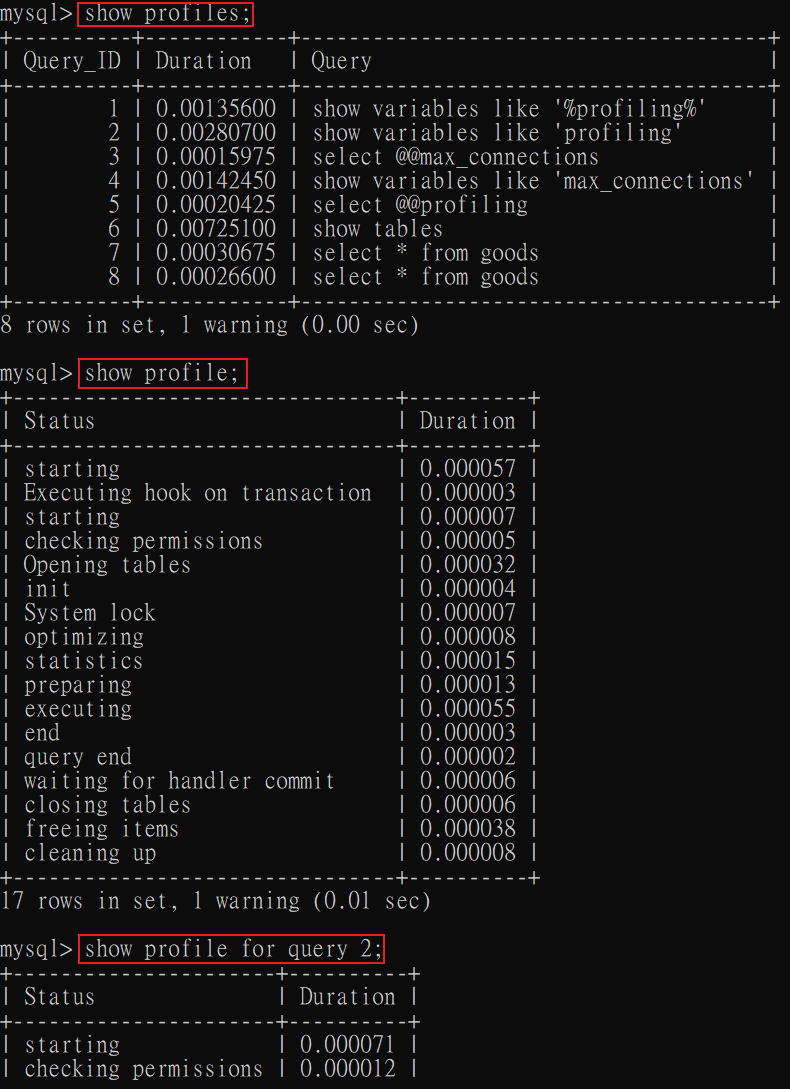 mysql> show profiles;
+----------+------------+---------------------------------------+
| Query_ID | Duration   | Query                                 |
+----------+------------+---------------------------------------+
|        1 | 0.00135600 | show variables like '%profiling%'     |
|        2 | 0.00280700 | show variables like 'profiling'       |
|        3 | 0.00015975 | select @@max_connections              |
|        4 | 0.00142450 | show variables like 'max_connections' |
|        5 | 0.00020425 | select @@profiling                    |
|        6 | 0.00725100 | show tables                           |
|        7 | 0.00030675 | select * from goods                   |
|        8 | 0.00026600 | select * from goods                   |
+----------+------------+---------------------------------------+
8 rows in set, 1 warning (0.00 sec)
mysql> show profile;
+--------------------------------+----------+
| Status                         | Duration |
+--------------------------------+----------+
| starting                       | 0.000057 |
| Executing hook on transaction  | 0.000003 |
| starting                       | 0.000007 |
| checking permissions           | 0.000005 |
| Opening tables                 | 0.000032 |
| init                           | 0.000004 |
| System lock                    | 0.000007 |
| optimizing                     | 0.000008 |
| statistics                     | 0.000015 |
| preparing                      | 0.000013 |
| executing                      | 0.000055 |
| end                            | 0.000003 |
| query end                      | 0.000002 |
| waiting for handler commit     | 0.000006 |
| closing tables                 | 0.000006 |
| freeing items                  | 0.000038 |
| cleaning up                    | 0.000008 |
+--------------------------------+----------+
17 rows in set, 1 warning (0.01 sec)
mysql> show profile for query 2;
+----------------------+----------+
| Status               | Duration |
+----------------------+----------+
| starting             | 0.000071 |
| checking permissions | 0.000012 |